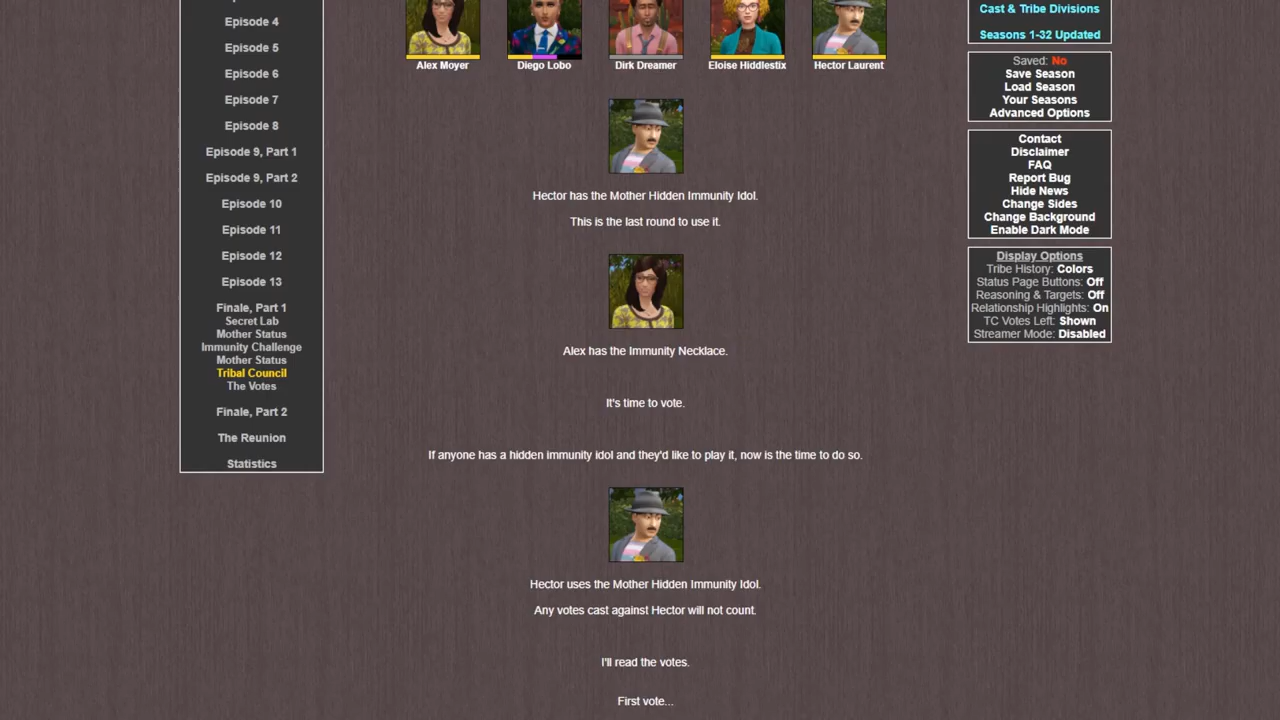 Episode 4
Episode 5
Episode 6
Episode 7
Episode 8
Episode 9, Part 1
Episode 9, Part 2
Episode 10
Episode 11
Episode 12
Episode 13
Finale, Part 1
Secret Lab
Mother Status
Immunity Challenge
Mother Status
Tribal Council
The Votes
Finale, Part 2
The Reunion
Statistics
Alex Moyer
Diego Lobo
Dirk Dreamer
Eloise Hiddlestix
Hector Laurent
Hector has the Mother Hidden Immunity Idol.
This is the last round to use it.
Alex has the Immunity Necklace.
It's time to vote.
If anyone has a hidden immunity idol and they'd like to play it, now is the time to do so.
Hector uses the Mother Hidden Immunity Idol.
Any votes cast against Hector will not count.
I'll read the votes.
First vote...
Cast & Tribe Divisions
Seasons 1-32 Updated
Saved: No
Save Season
Load Season
Your Seasons
Advanced Options
Contact
Disclaimer
FAQ
Report Bug
Hide News
Change Sides
Change Background
Enable Dark Mode
Display Options
Tribe History: Colors
Status Page Buttons: Off
Reasoning & Targets: Off
Relationship Highlights: On
TC Votes Left: Shown
Streamer Mode: Disabled